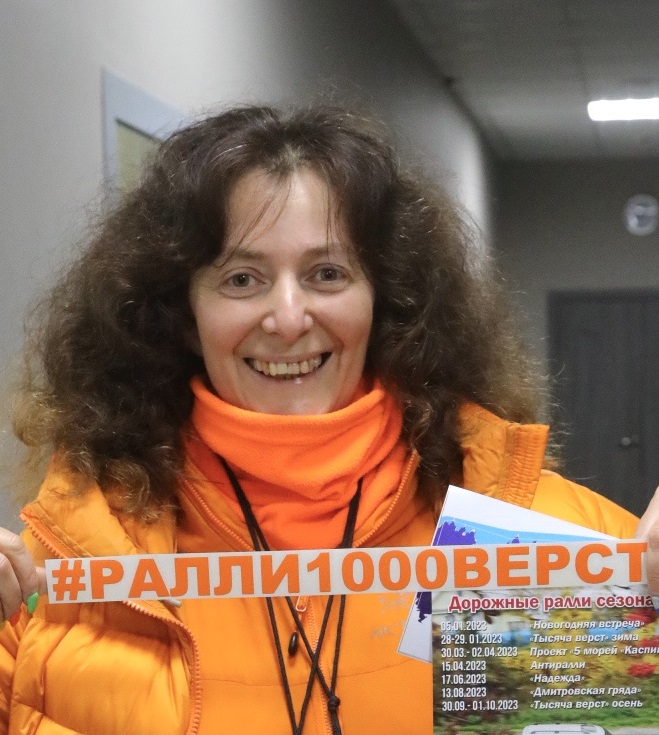 #РАЛЛИ1000ВЕРСТ
Дорожные ралли сезона
05.01.2023 «Новогодняя встреча»
28-29. 01.2023 «Тысяча верст» зима
30.03.- 02.04.2023 Проект «5 морей «Каспий
15.04.2023 Антиралли
17.06.2023 «Надежда»
13.08.2023 «Дмитровская гряда»
30.09.- 01.10.2023 «Тысяча верст» осень